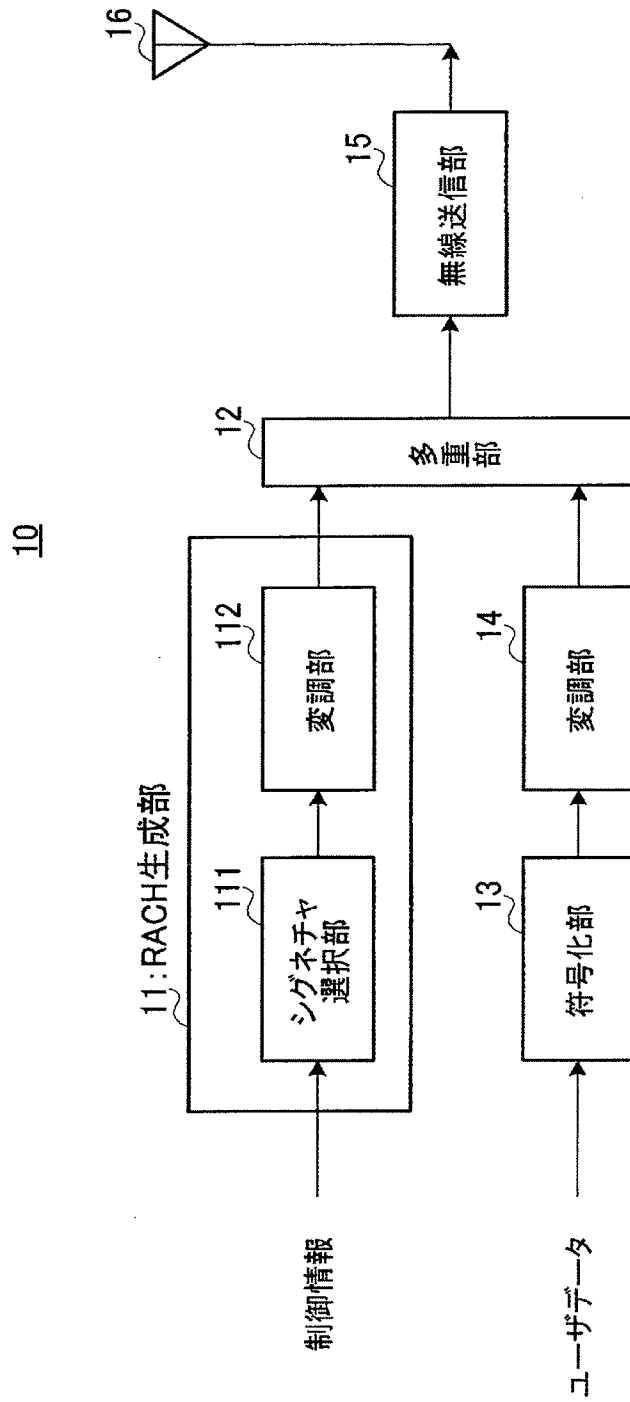 10
11:RACH生成部
制御情報
111
シグネチャ
選択部
112
変調部
12
多重部
15
無線送信部
16
ユーザデータ
13
符号化部
14
変調部